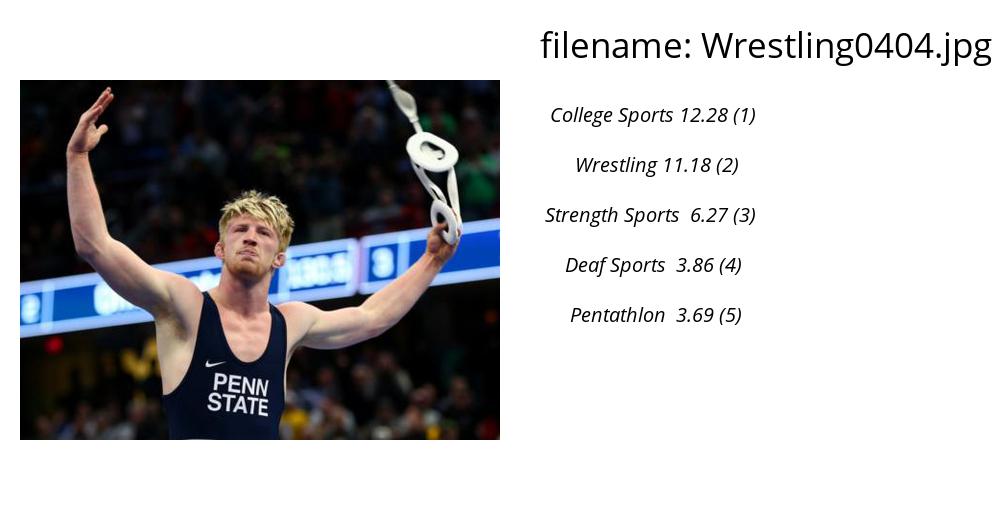 filename: Wrestling0404.jpg
College Sports 12.28 (1)
Wrestling 11.18 (2)
Strength Sports 6.27 (3)
Deaf Sports 3.86 (4)
Pentathlon 3.69 (5)
PENN
STATE